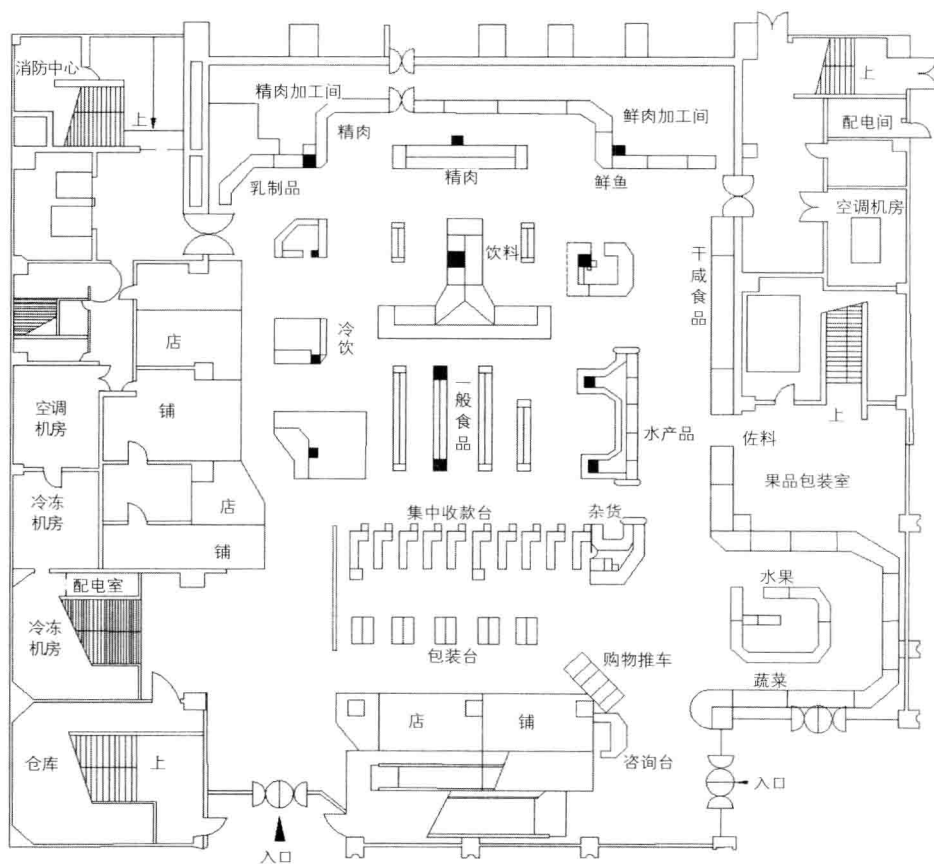 消防中心
上
上
精肉加工间
鲜肉加工间
配电间
精肉
精肉
乳制品
鲜鱼
空调机房
饮料
干咸食品
店
冷饮
铺
一般食品
空调
机房
水产品
上
佐料
果品包装室
冷冻
机房
店
铺
集中收款台
杂货
配电室
水果
冷冻
机房
包装台
购物推车
蔬菜
店
铺
仓库
上
咨询台
入口
入口